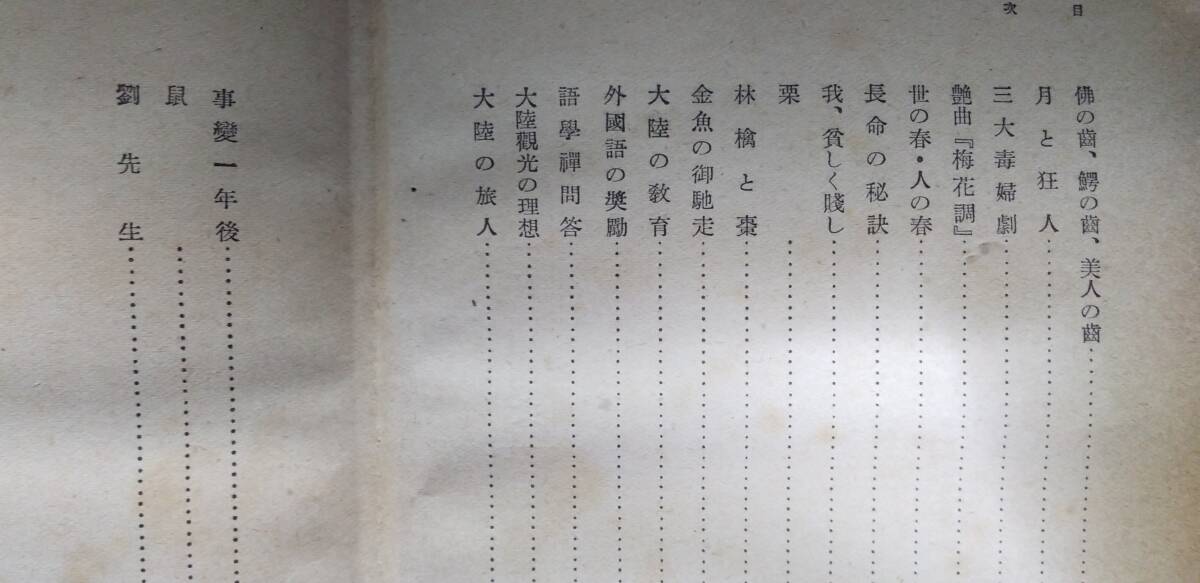 目次
佛の齒、鰐の齒、美人の齒
月と狂人
三大毒婦劇
艶曲『梅花調』
世の春・人の春
長命の秘訣
我、貧しく賤し
栗
林檎と棗
金魚の御馳走
大陸の敎育
外國語の奬勵
語學禪問答
大陸觀光の理想
大陸の旅人
事變一年後
鼠
劉先生